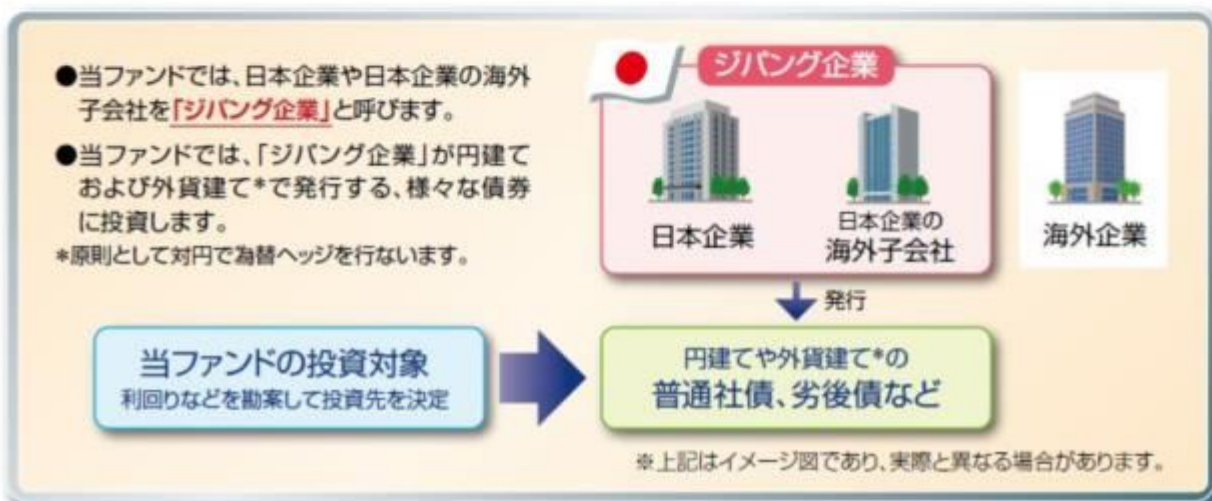 ●当ファンドでは、日本企業や日本企業の海外
子会社を「ジパング企業」と呼びます。
●当ファンドでは、「ジパング企業」が円建て
および外貨建て*で発行する、様々な債券
に投資します。
*原則として対円で為替ヘッジを行ないます。
ジパング企業
日本企業
日本企業の
海外子会社
海外企業
発行
当ファンドの投資対象
利回りなどを勘案して投資先を決定
円建てや外貨建て*の
普通社債、劣後債など
※上記はイメージ図であり、実際と異なる場合があります。